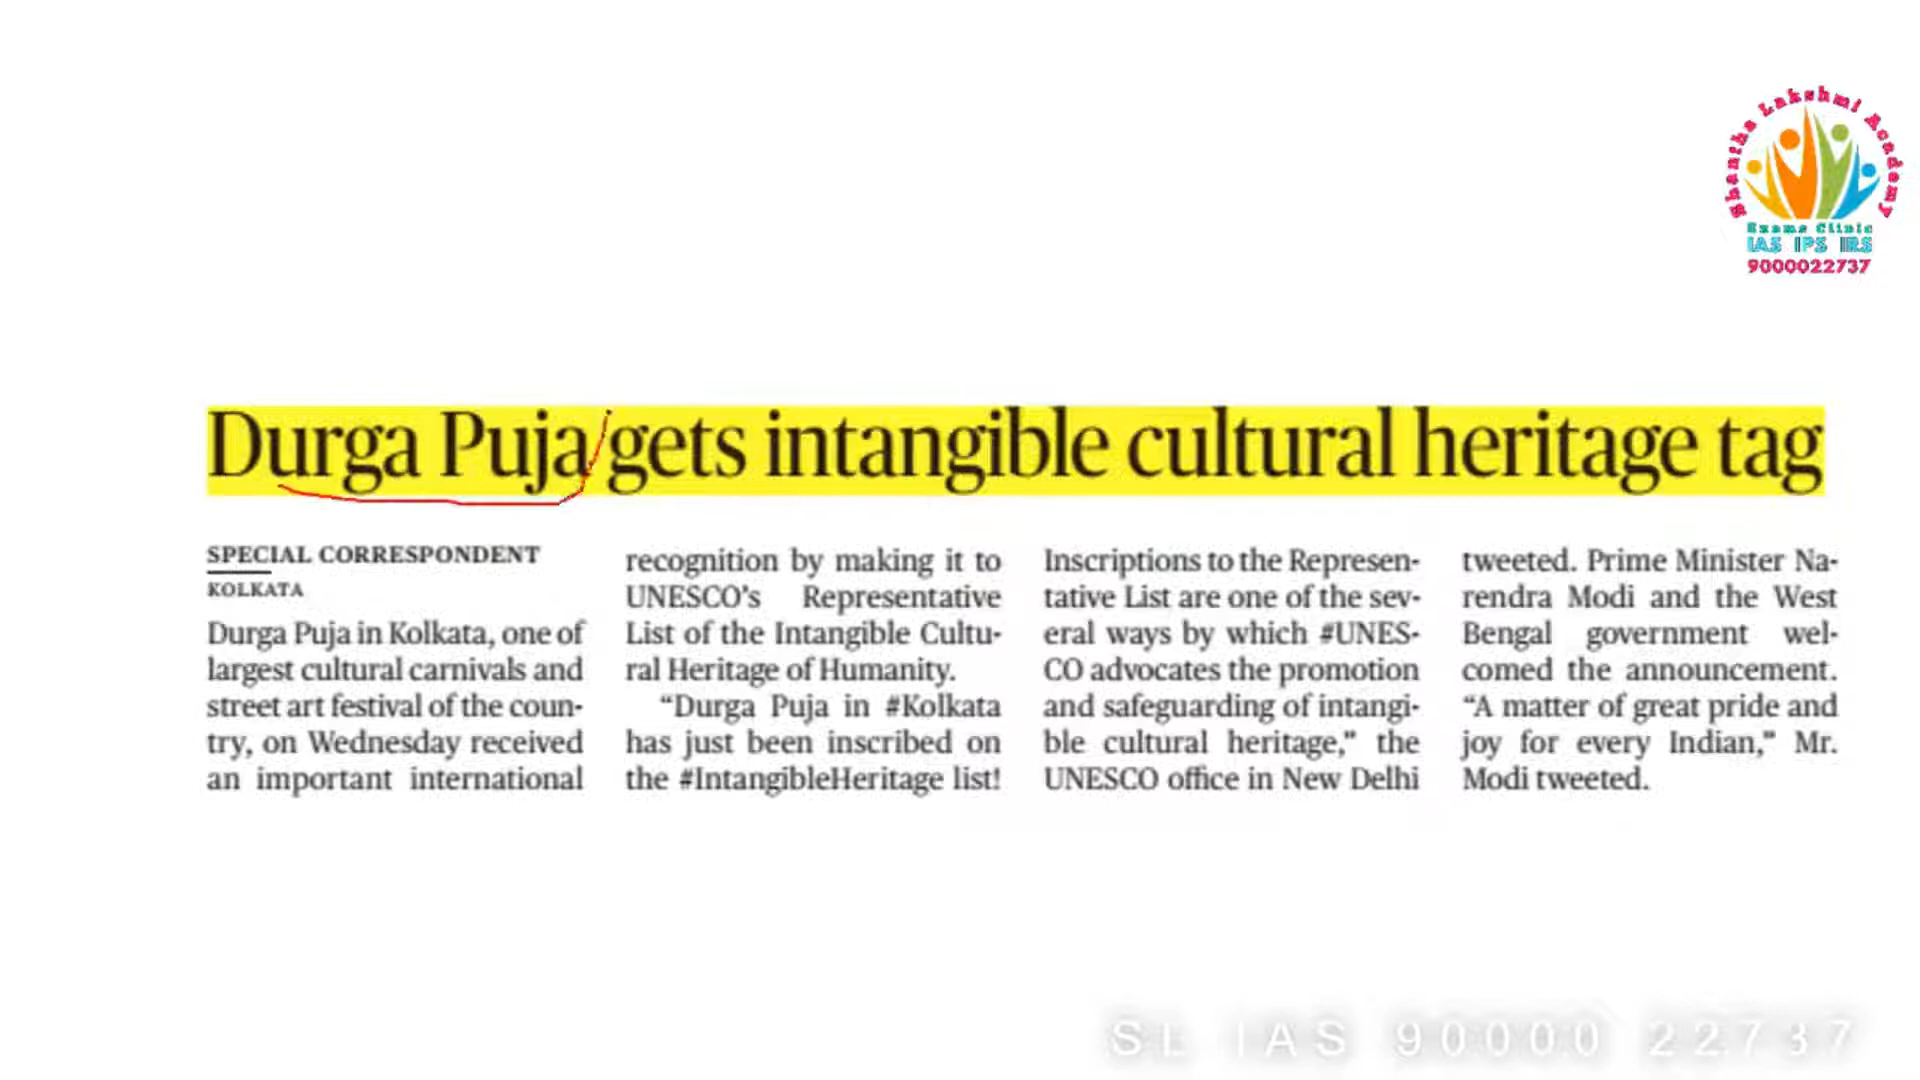 Shantha Lakshmi Academy
Exams Clinic
IAS IPS IRS
9000022737
Durga Puja gets intangible cultural heritage tag
SPECIAL CORRESPONDENT
KOLKATA
Durga Puja in Kolkata, one of
largest cultural carnivals and
street art festival of the coun-
try, on Wednesday received
an important international
recognition by making it to
UNESCO's Representative
List of the Intangible Cultu-
ral Heritage of Humanity.
“Durga Puja in #Kolkata
has just been inscribed on
the #IntangibleHeritage list!
Inscriptions to the Represen-
tative List are one of the sev-
eral ways by which #UNES-
CO advocates the promotion
and safeguarding of intangi-
ble cultural heritage,” the
UNESCO office in New Delhi
tweeted. Prime Minister Na-
rendra Modi and the West
Bengal government wel-
comed the announcement.
“A matter of great pride and
joy for every Indian,” Mr.
Modi tweeted.
SL IAS 90000 22737